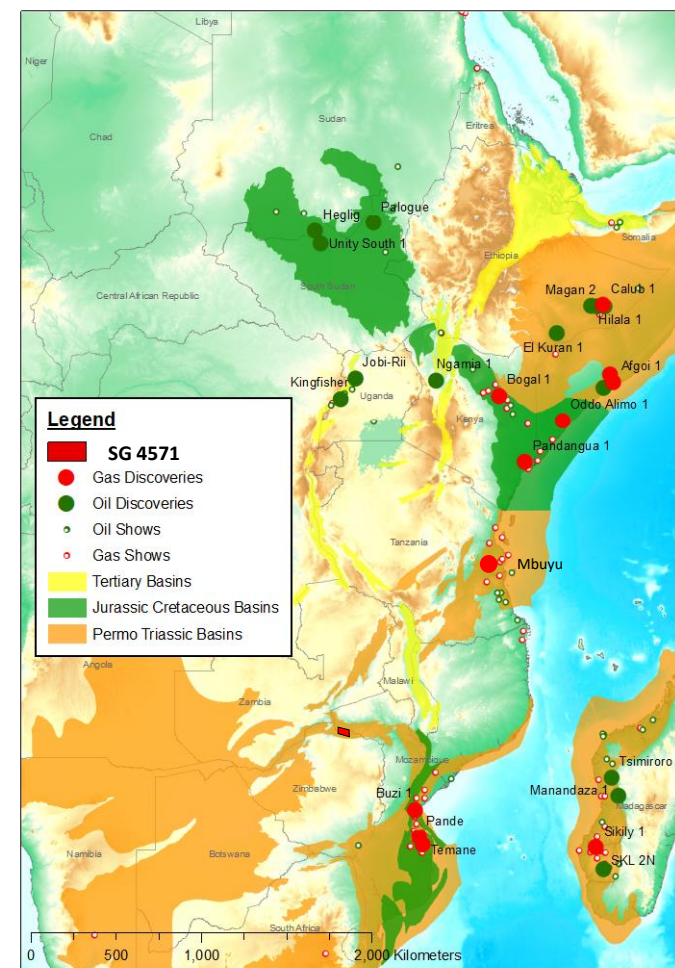 Libya
Niger
Chad
Sudan
Eritrea
Heglig
Palogue
Unity South 1
Ethiopia
Somalia
South Sudan
Central African Republic
Magan 2
Calub 1
Hilala 1
El Kuran 1
Jobi-Rii
Ngamia 1
Afgoi 1
Kingfisher
Uganda
Bogal 1
Kenya
Oddo Alimo 1
Pandangua 1
Legend
SG 4571
Gas Discoveries
Oil Discoveries
Oil Shows
Gas Shows
Tertiary Basins
Jurassic Cretaceous Basins
Permo Triassic Basins
Tanzania
Mbuyu
Angola
Zambia
Malawi
Mozambique
Zimbabwe
Buzi 1
Pande
Temane
Tsimiroro
Manandaza 1
Madagascar
Sikily 1
SKL 2N
Namibia
Botswana
South Africa
0 500 1,000 2,000 Kilometers